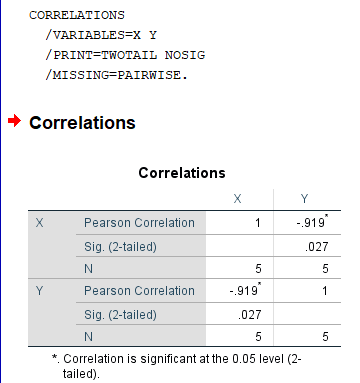 CORRELATIONS
/VARIABLES=X Y
/PRINT=TWOTAIL NOSIG
/MISSING=PAIRWISE.
Correlations
Correlations
X Y
X Pearson Correlation 1 -.919*
Sig. (2-tailed) .027
N 5 5
Y Pearson Correlation -.919* 1
Sig. (2-tailed) .027
N 5 5
*. Correlation is significant at the 0.05 level (2-
tailed).